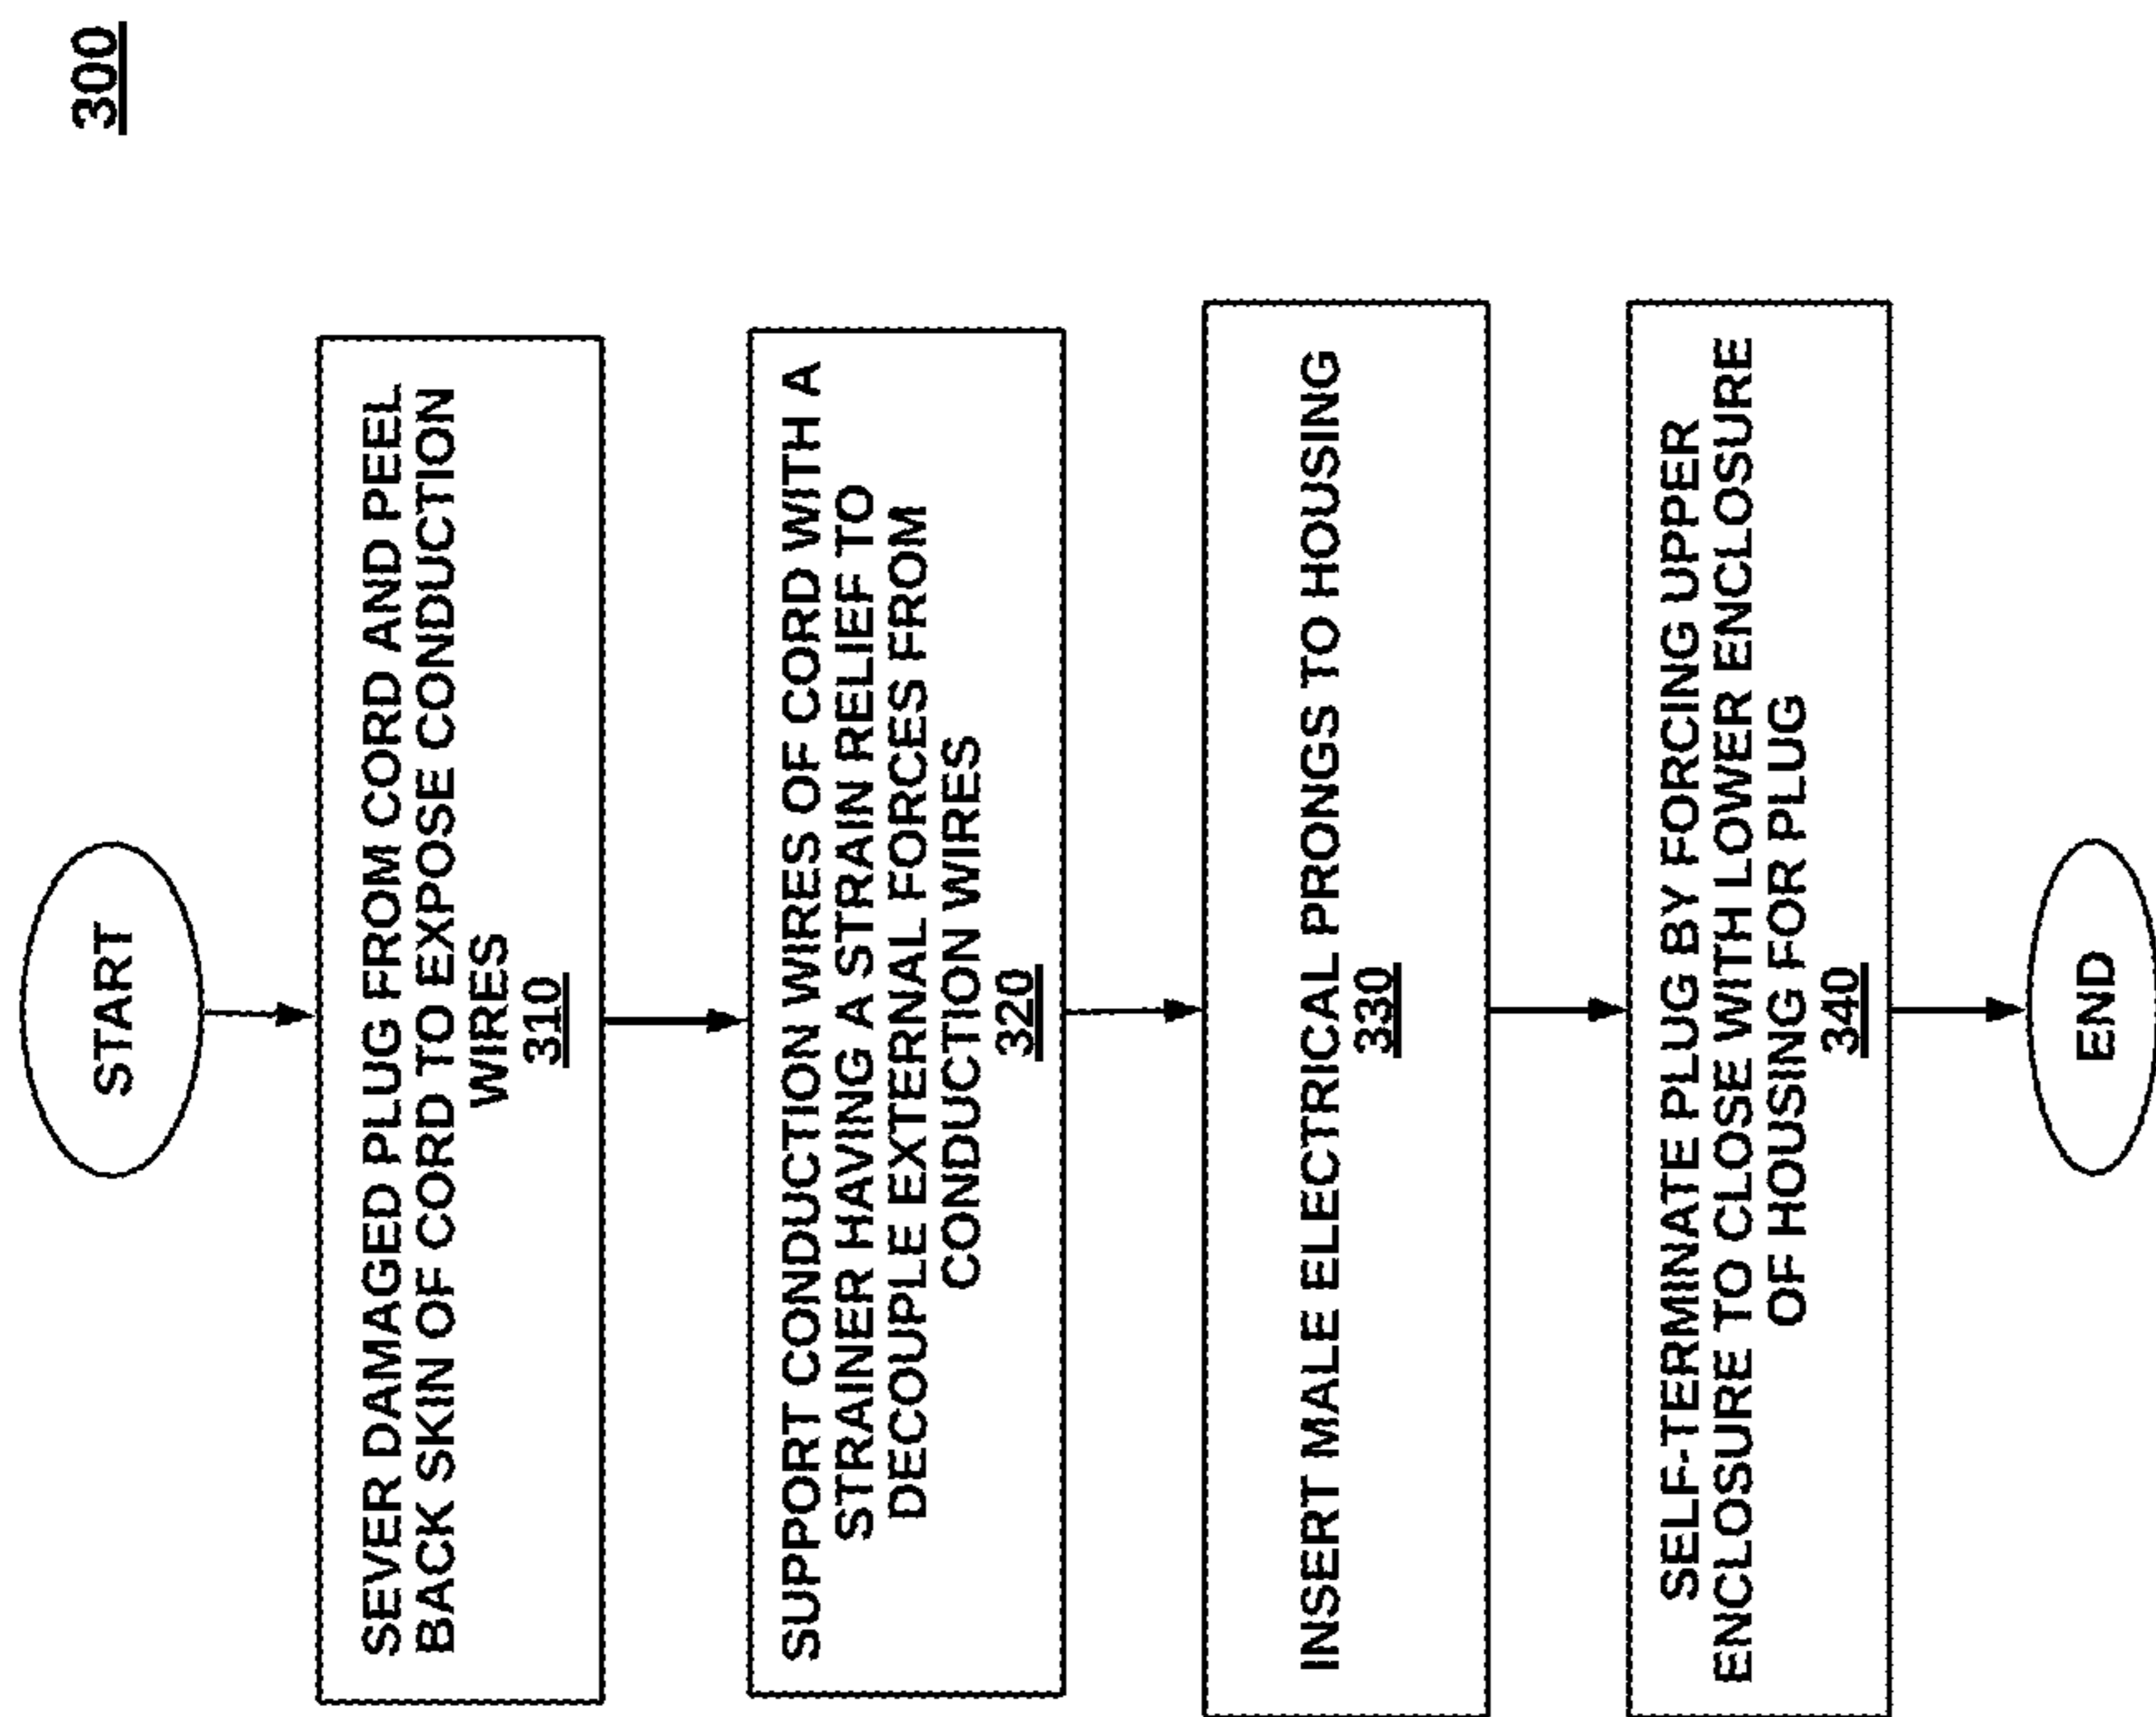 300
START
SEVER DAMAGED PLUG FROM CORD AND PEEL
BACK SKIN OF CORD TO EXPOSE CONDUCTION
WIRES
310
SUPPORT CONDUCTION WIRES OF CORD WITH A
STRAINER HAVING A STRAIN RELIEF TO
DECOUPLE EXTERNAL FORCES FROM
CONDUCTION WIRES
320
INSERT MALE ELECTRICAL PRONGS TO HOUSING
330
SELF-TERMINATE PLUG BY FORCING UPPER
ENCLOSURE TO CLOSE WITH LOWER ENCLOSURE
OF HOUSING FOR PLUG
340
END